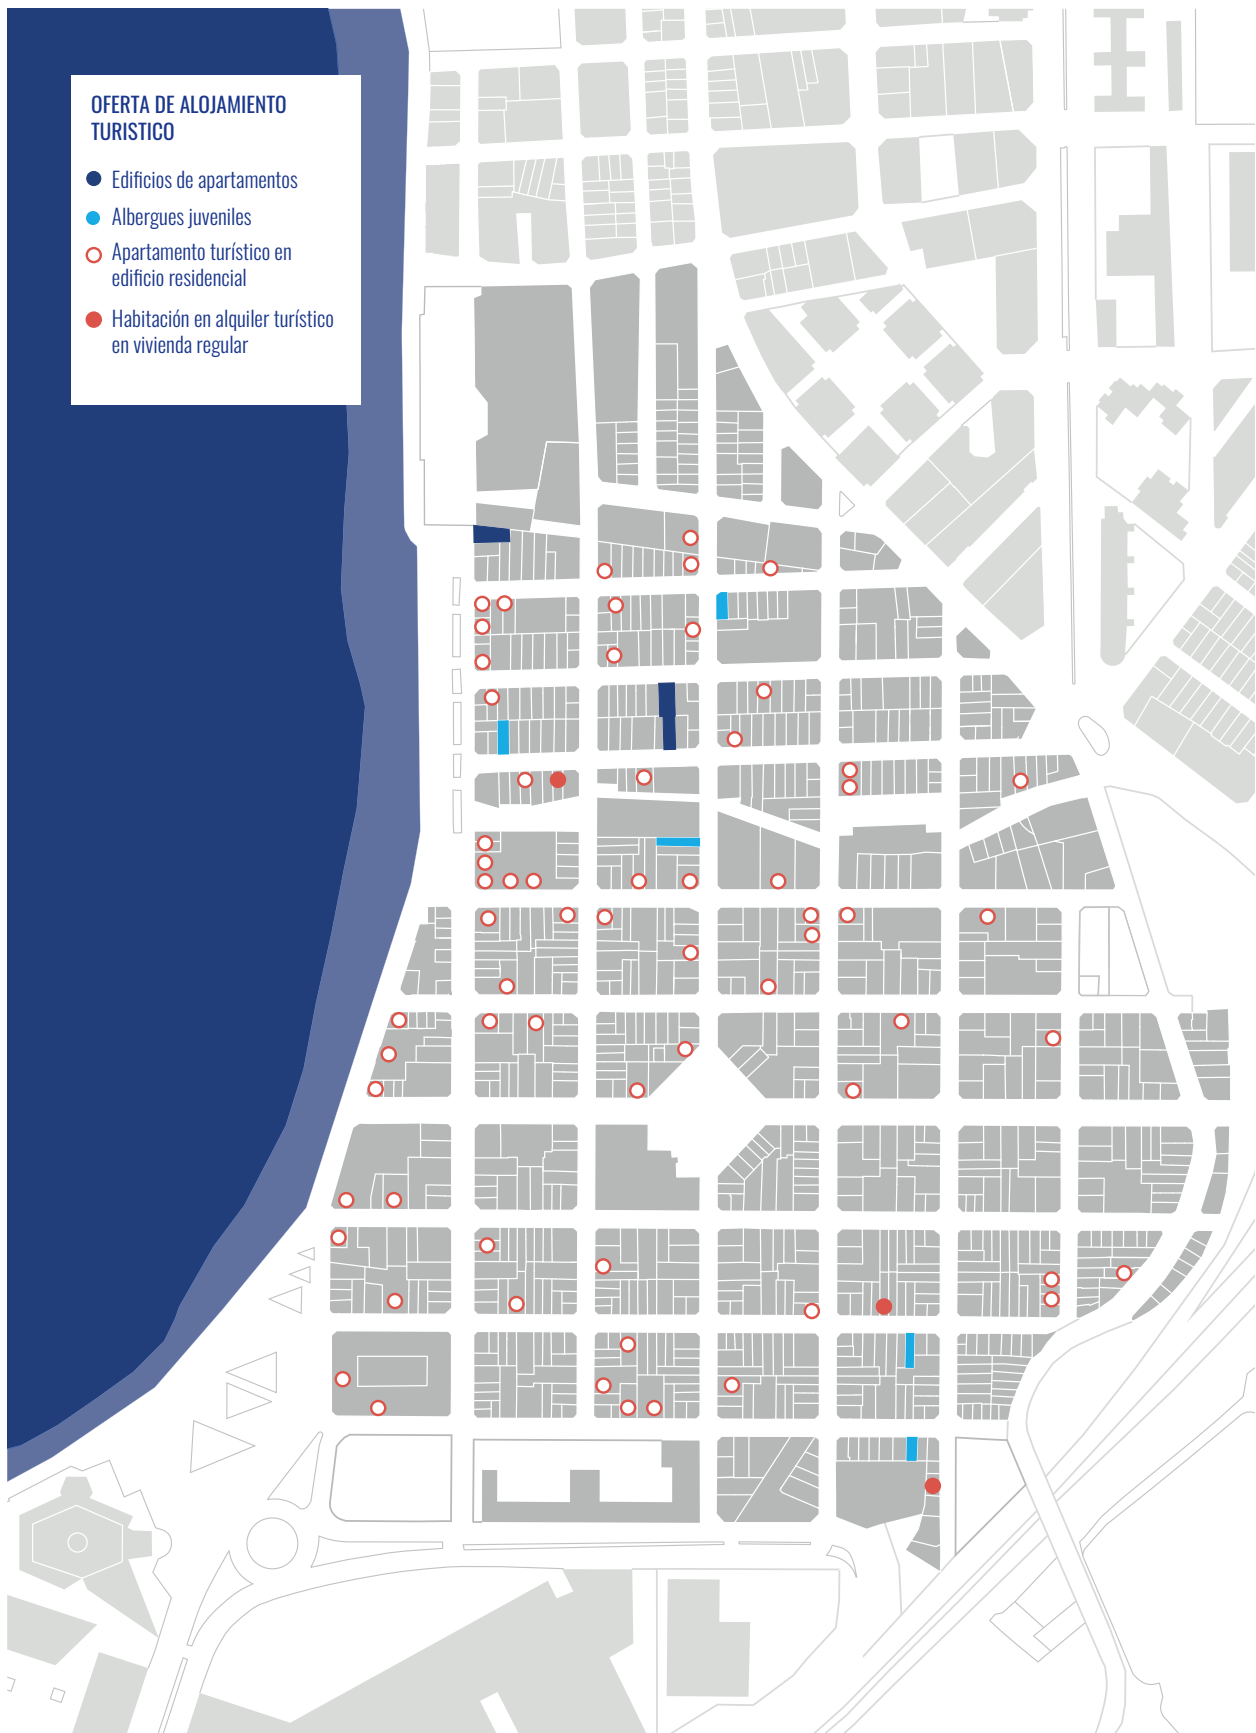 OFERTA DE ALOJAMIENTO
TURISTICO
Edificios de apartamentos
Albergues juveniles
Apartamento turístico en
edificio residencial
Habitación en alquiler turístico
en vivienda regular